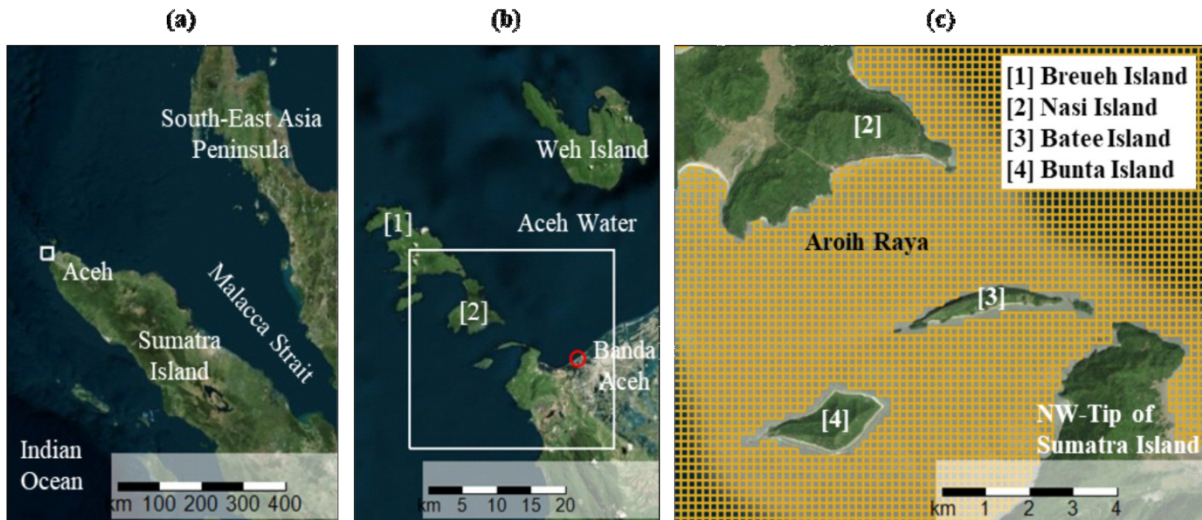 (a)
(b)
(c)
South-East Asia
Peninsula
Aceh
Malacca Strait
Sumatra
Island
Indian
Ocean
km 100 200 300 400
Weh Island
[1]
Aceh Water
[2]
Banda
Aceh
km 5 10 15 20
[1] Breueh Island
[2] Nasi Island
[3] Batee Island
[4] Bunta Island
[2]
Aroih Raya
[3]
[4]
NW-Tip of
Sumatra Island
km 1 2 3 4